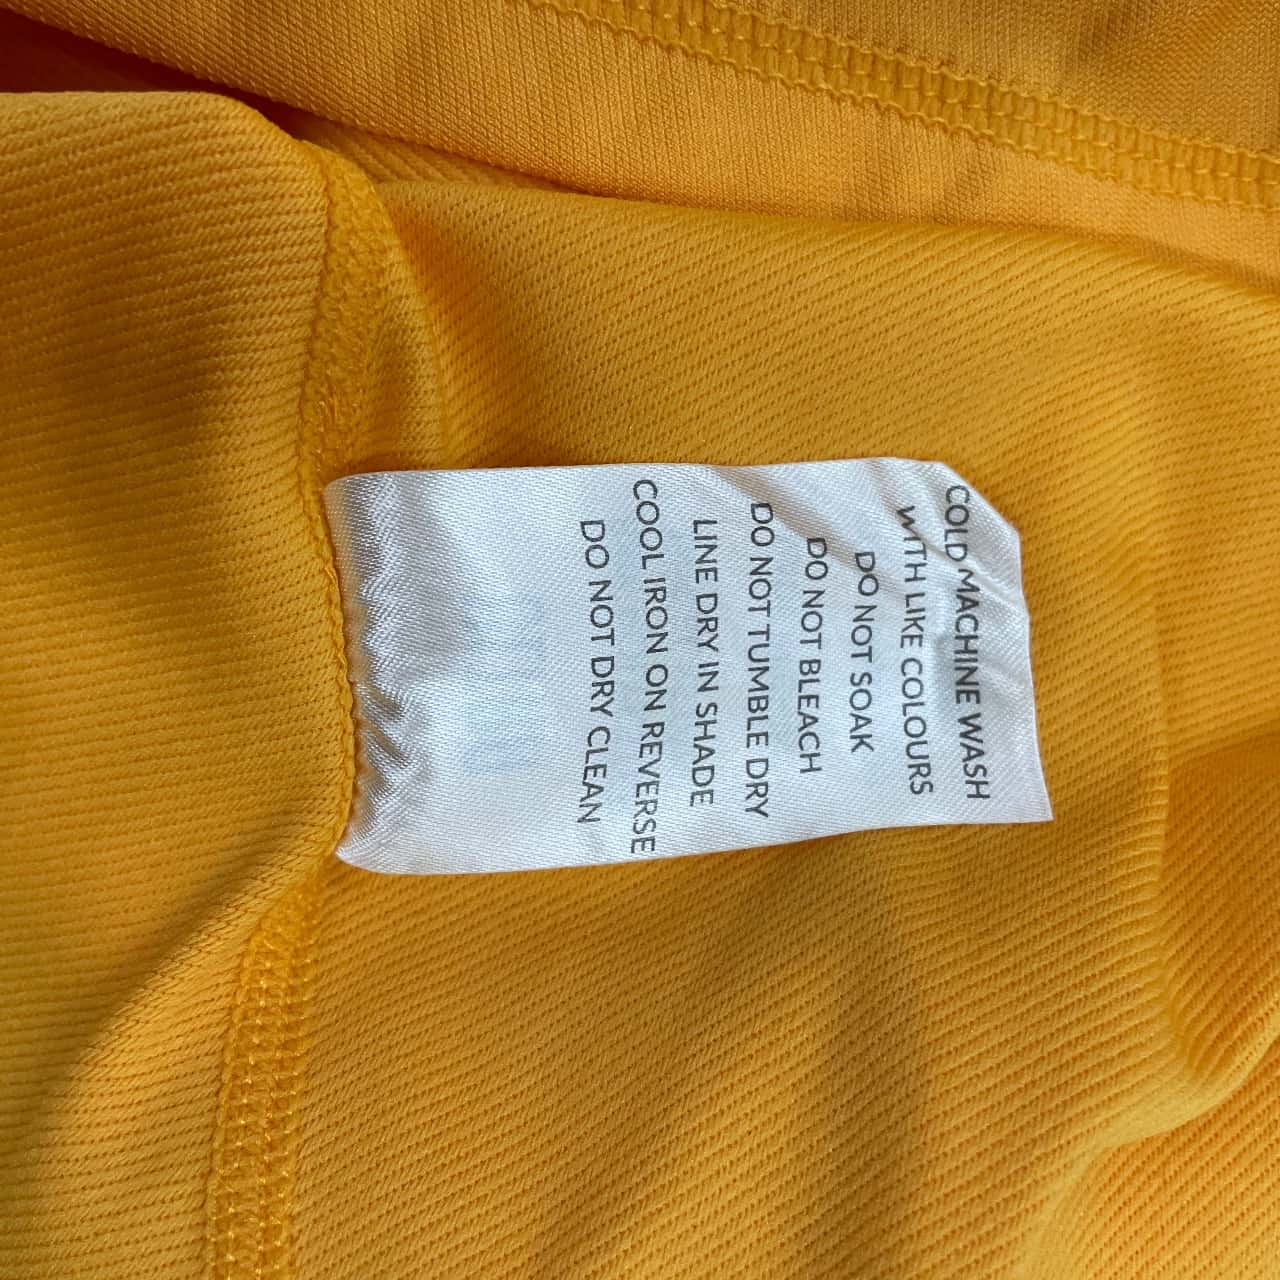 COLD MACHINE WASH
WITH LIKE COLOURS
DO NOT SOAK
DO NOT BLEACH
DO NOT TUMBLE DRY
LINE DRY IN SHADE
COOL IRON ON REVERSE
DO NOT DRY CLEAN